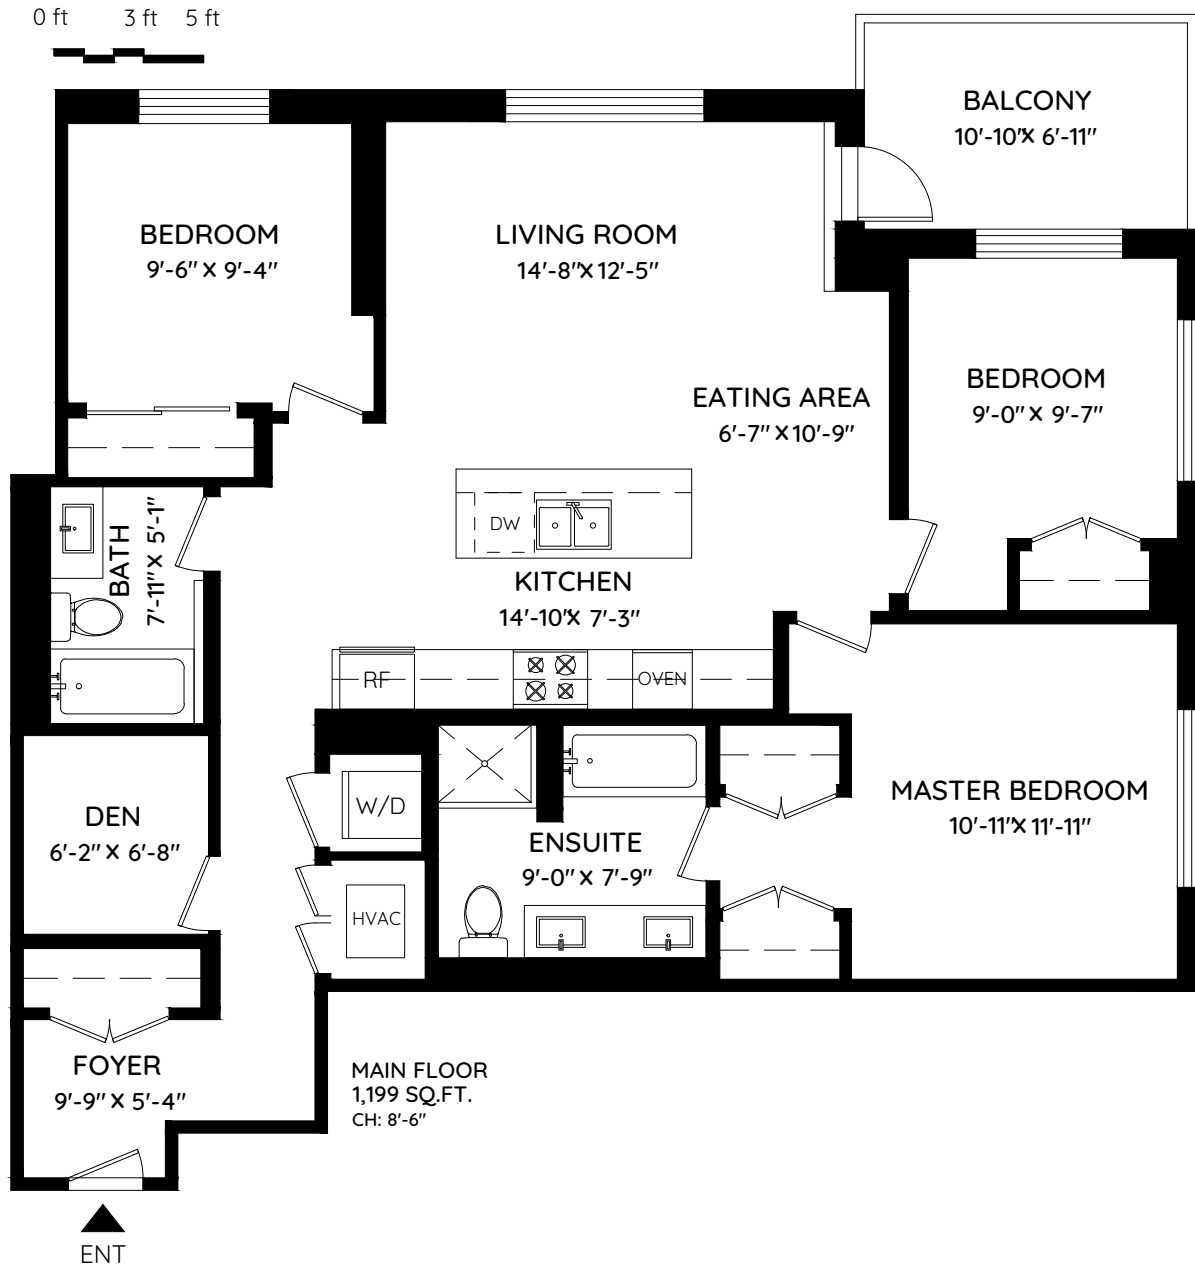 0 ft 3 ft 5 ft
BALCONY
10'-10" X 6'-11"
BEDROOM
9'-6" X 9'-4"
LIVING ROOM
14'-8" X 12'-5"
BEDROOM
9'-0" X 9'-7"
EATING AREA
6'-7" X 10'-9"
BATH
7'-11" X 5'-1"
DW
KITCHEN
14'-10" X 7'-3"
RF
OVEN
W/D
DEN
6'-2" X 6'-8"
ENSUITE
9'-0" X 7'-9"
MASTER BEDROOM
10'-11" X 11'-11"
HVAC
FOYER
9'-9" X 5'-4"
MAIN FLOOR
1,199 SQ.FT.
CH: 8'-6"
ENT